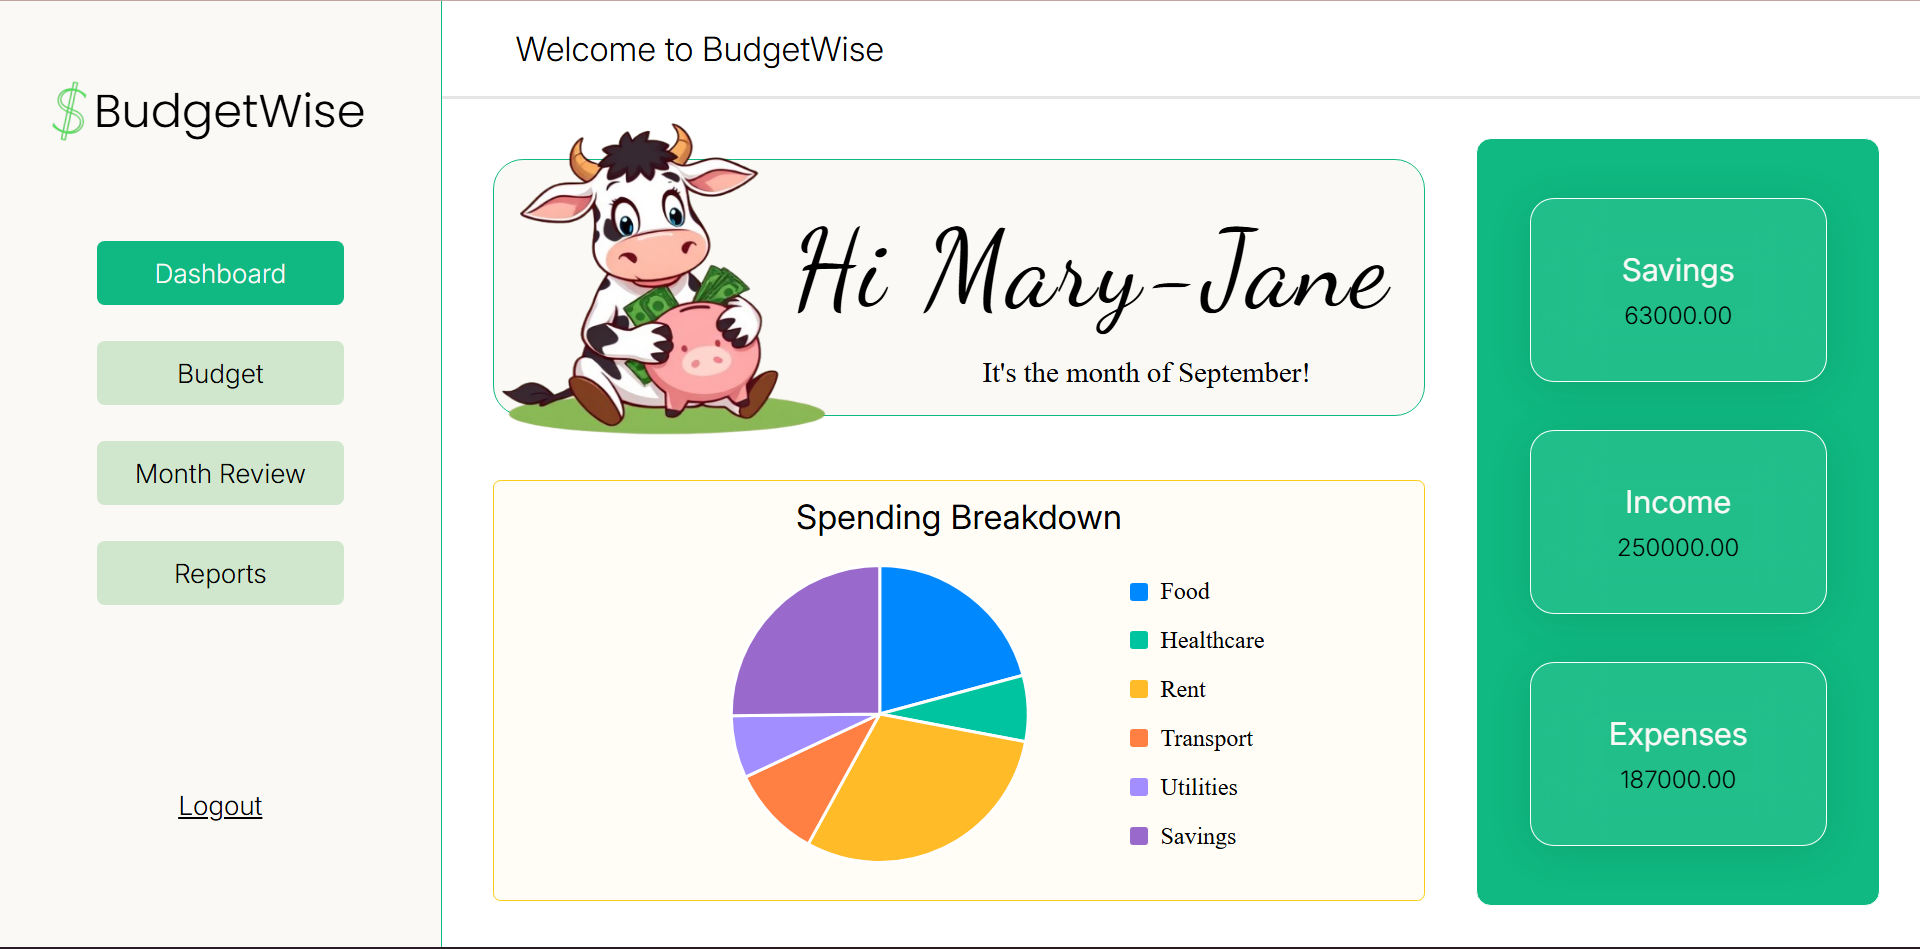 $BudgetWise
Dashboard
Budget
Month Review
Reports
Logout
Welcome to BudgetWise
Hi Mary-Jane
It's the month of September!
Spending Breakdown
Food
Healthcare
Rent
Transport
Utilities
Savings
Savings
63000.00
Income
250000.00
Expenses
187000.00